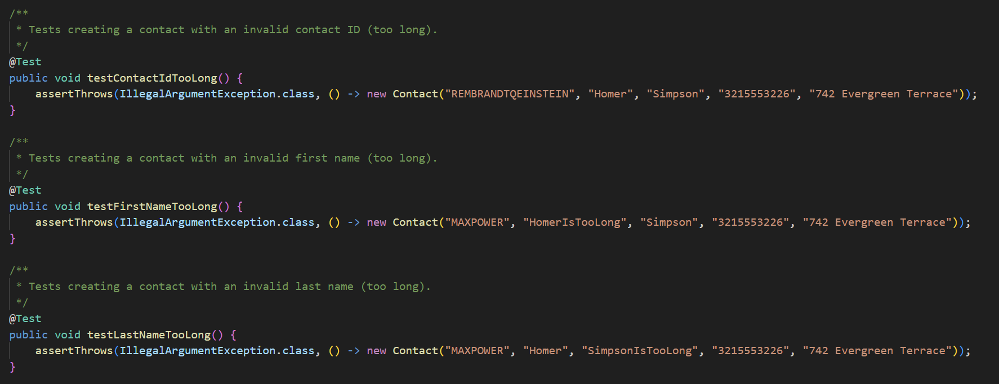 /**
 * Tests creating a contact with an invalid contact ID (too long).
 */
@Test
public void testContactIdTooLong() {
    assertThrows(IllegalArgumentException.class, () -> new Contact("REMBRANDTQEINSTEIN", "Homer", "Simpson", "3215553226", "742 Evergreen Terrace"));
}

/**
 * Tests creating a contact with an invalid first name (too long).
 */
@Test
public void testFirstNameTooLong() {
    assertThrows(IllegalArgumentException.class, () -> new Contact("MAXPOWER", "HomerIsTooLong", "Simpson", "3215553226", "742 Evergreen Terrace"));
}

/**
 * Tests creating a contact with an invalid last name (too long).
 */
@Test
public void testLastNameTooLong() {
    assertThrows(IllegalArgumentException.class, () -> new Contact("MAXPOWER", "Homer", "SimpsonIsTooLong", "3215553226", "742 Evergreen Terrace"));
}